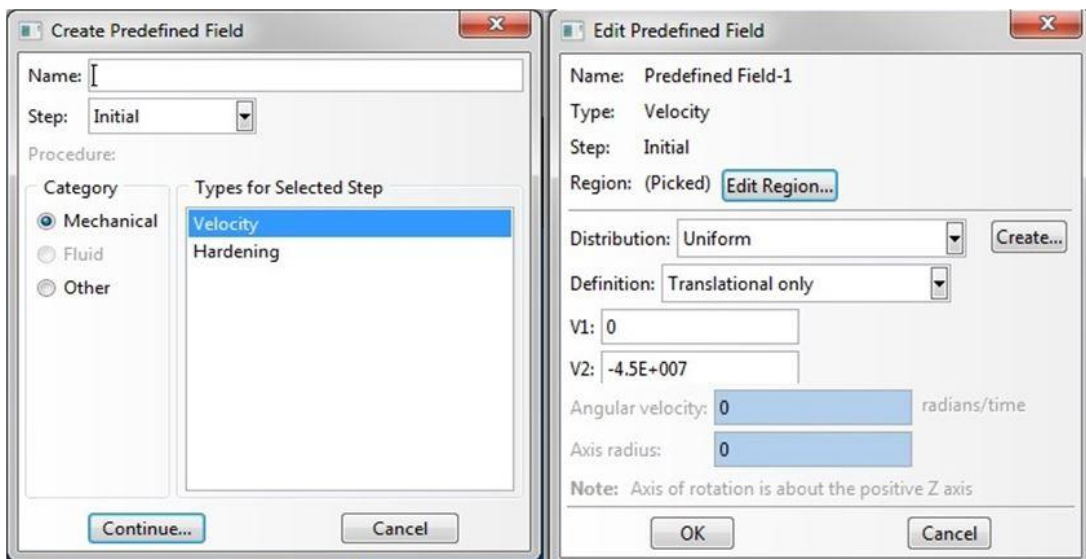 Create Predefined Field
Name:
Step: Initial
Procedure:
Category
Mechanical
Fluid
Other
Types for Selected Step
Velocity
Hardening
Continue...
Cancel
Edit Predefined Field
Name: Predefined Field-1
Type: Velocity
Step: Initial
Region: (Picked) Edit Region...
Distribution: Uniform Create...
Definition: Translational only
V1: 0
V2: -4.5E+007
Angular velocity: 0 radians/time
Axis radius: 0
Note: Axis of rotation is about the positive Z axis
OK
Cancel